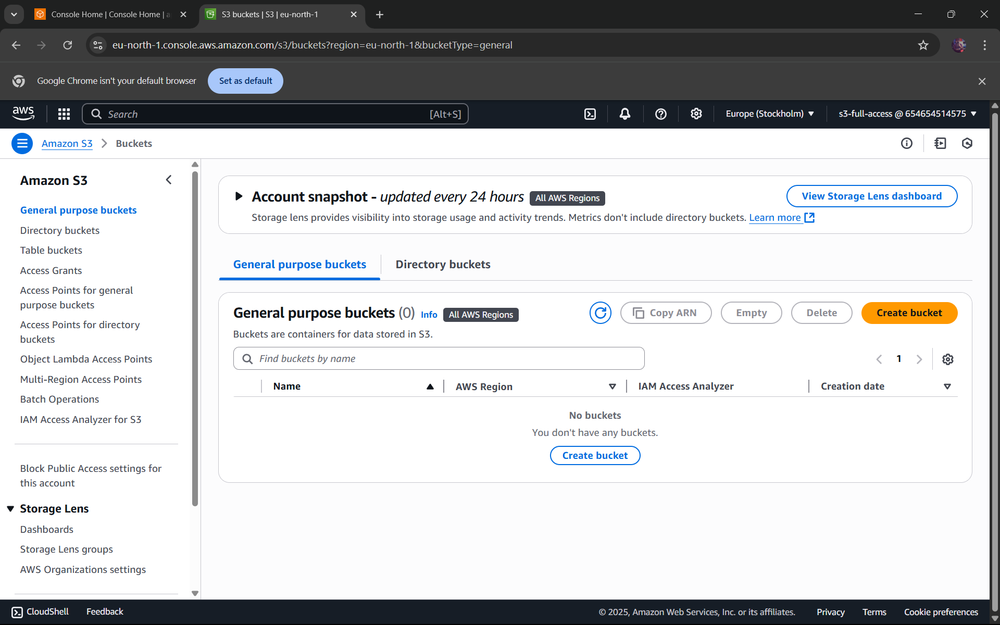 Console Home | Console Home | a
S3 buckets | S3 | eu-north-1
eu-north-1.console.aws.amazon.com/s3/buckets?region=eu-north-1&bucketType=general
Google Chrome isn't your default browser
Set as default
aws
Search
[Alt+S]
Europe (Stockholm)
s3-full-access @ 654654514575
Amazon S3
Buckets
Amazon S3
General purpose buckets
Directory buckets
Table buckets
Access Grants
Access Points for general
purpose buckets
Access Points for directory
buckets
Object Lambda Access Points
Multi-Region Access Points
Batch Operations
IAM Access Analyzer for S3
Block Public Access settings for
this account
Storage Lens
Dashboards
Storage Lens groups
AWS Organizations settings
Account snapshot - updated every 24 hours All AWS Regions
View Storage Lens dashboard
Storage lens provides visibility into storage usage and activity trends. Metrics don't include directory buckets. Learn more
General purpose buckets
Directory buckets
General purpose buckets (0) Info All AWS Regions
Copy ARN
Empty
Delete
Create bucket
Buckets are containers for data stored in S3.
Find buckets by name
1
Name
AWS Region
IAM Access Analyzer
Creation date
No buckets
You don't have any buckets.
Create bucket
CloudShell
Feedback
© 2025, Amazon Web Services, Inc. or its affiliates.
Privacy
Terms
Cookie preferences